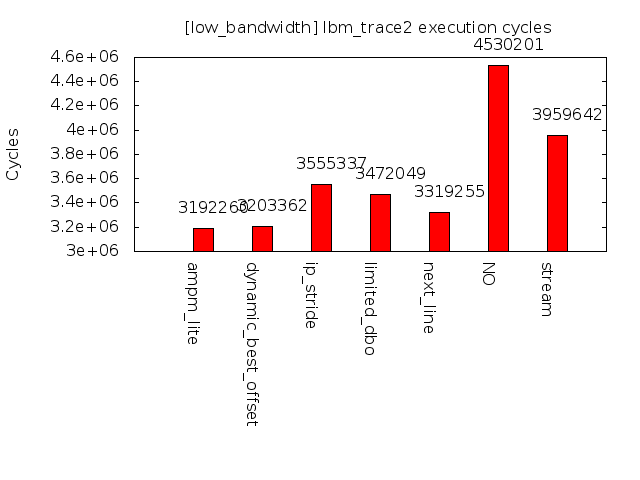 [low_bandwidth] lbm_trace2 execution cycles
Cycles
4.6e+06
4.4e+06
4.2e+06
4e+06
3.8e+06
3.6e+06
3.4e+06
3.2e+06
3e+06
3192260
3203362
3555337
3472049
3319255
4530201
3959642
ampm_lite
dynamic_best_offset
ip_stride
limited_dbo
next_line
NO
stream